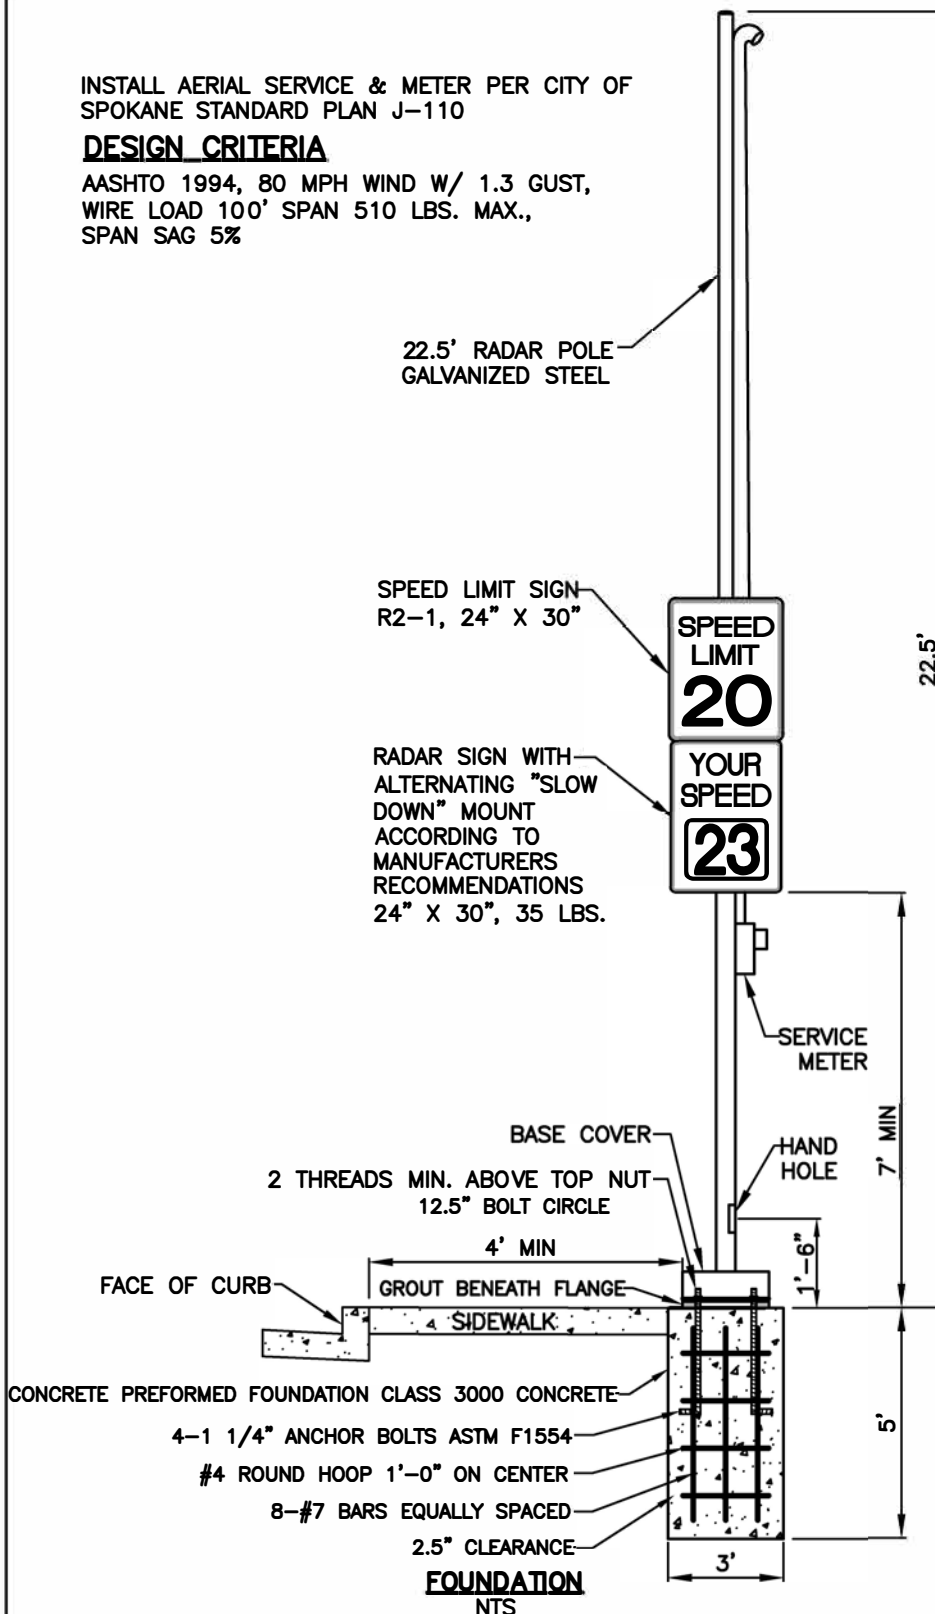 INSTALL AERIAL SERVICE & METER PER CITY OF
SPOKANE STANDARD PLAN J-110
DESIGN CRITERIA
AASHTO 1994, 80 MPH WIND W/ 1.3 GUST,
WIRE LOAD 100' SPAN 510 LBS. MAX.,
SPAN SAG 5%
22.5' RADAR POLE
GALVANIZED STEEL
SPEED LIMIT SIGN
R2-1, 24" X 30"
SPEED
LIMIT
20
22.5'
RADAR SIGN WITH
ALTERNATING "SLOW
DOWN" MOUNT
ACCORDING TO
MANUFACTURERS
RECOMMENDATIONS
24" X 30", 35 LBS.
YOUR
SPEED
23
SERVICE
METER
7' MIN
BASE COVER
HAND
HOLE
2 THREADS MIN. ABOVE TOP NUT
12.5" BOLT CIRCLE
1'-6"
4' MIN
FACE OF CURB
GROUT BENEATH FLANGE
SIDEWALK
CONCRETE PREFORMED FOUNDATION CLASS 3000 CONCRETE
5'
4-1 1/4" ANCHOR BOLTS ASTM F1554
#4 ROUND HOOP 1'-0" ON CENTER
8-#7 BARS EQUALLY SPACED
2.5" CLEARANCE
3'
FOUNDATION
NTS